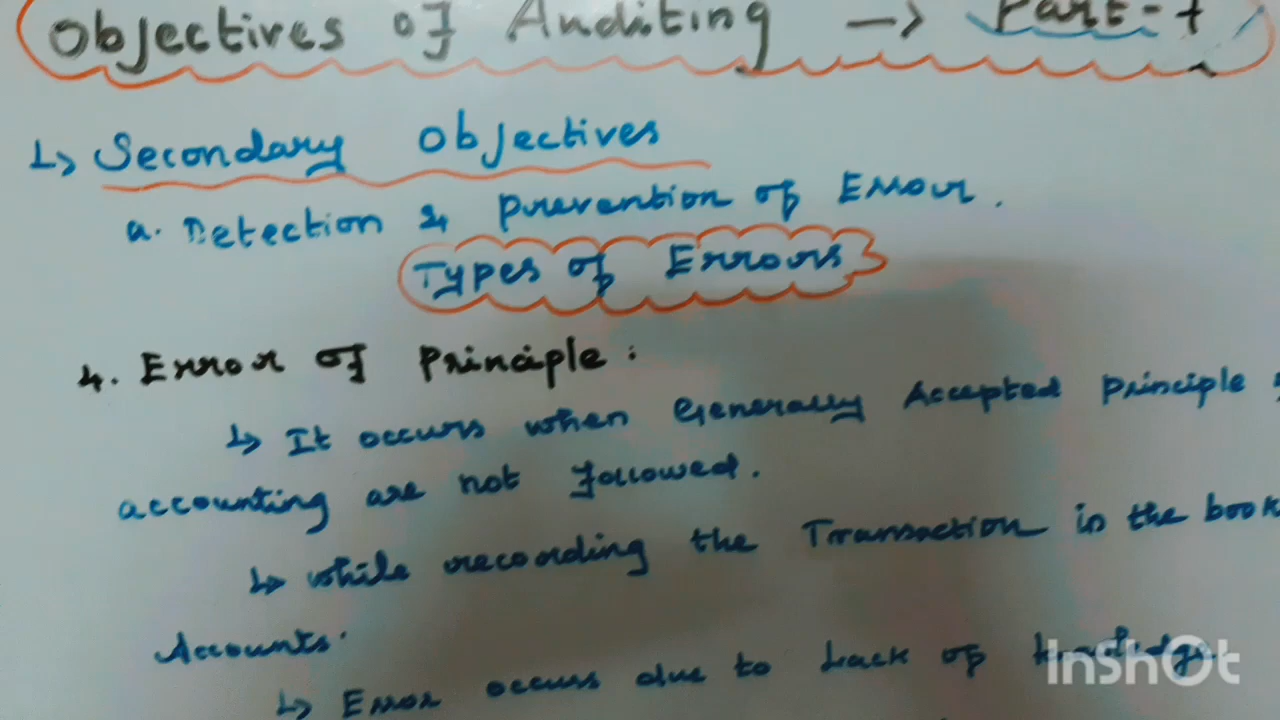 Objectives of Auditing → Part-
↳ Secondary Objectives
a. Detection & Prevention of Error.
Types of Errors
4. Error of Principle:
↳ It occurs when Generally Accepted Principle
accounting are not followed.
↳ while recording the Transaction in the book
Accounts.
↳ Error occurs due to Lack of knowledge
InShOt